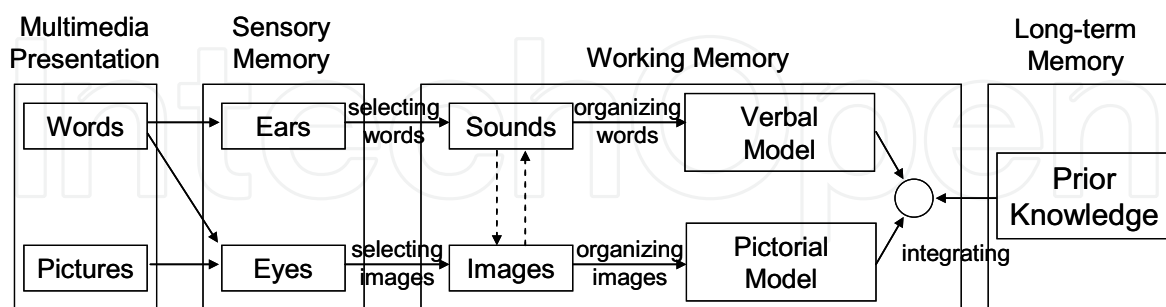 Multimedia
Presentation
Sensory
Memory
Working Memory
Long-term
Memory
Words
Ears
selecting
words
Sounds
organizing
words
Verbal
Model
Prior
Knowledge
Pictures
Eyes
selecting
images
Images
organizing
images
Pictorial
Model
integrating
IntechOpen